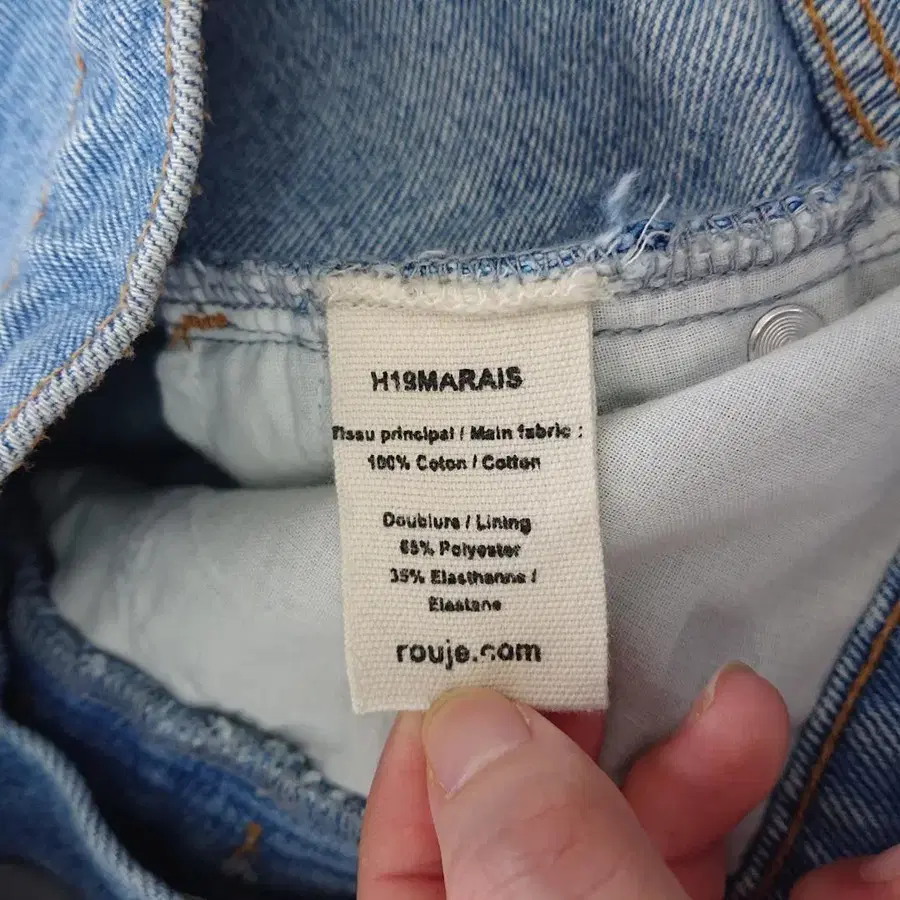 H19MARAIS
Tissu principal / Main fabric :
100% Coton / Cotton
Doublure / Lining
65% Polyester
35% Elasthanne /
Elastane
rouje.com